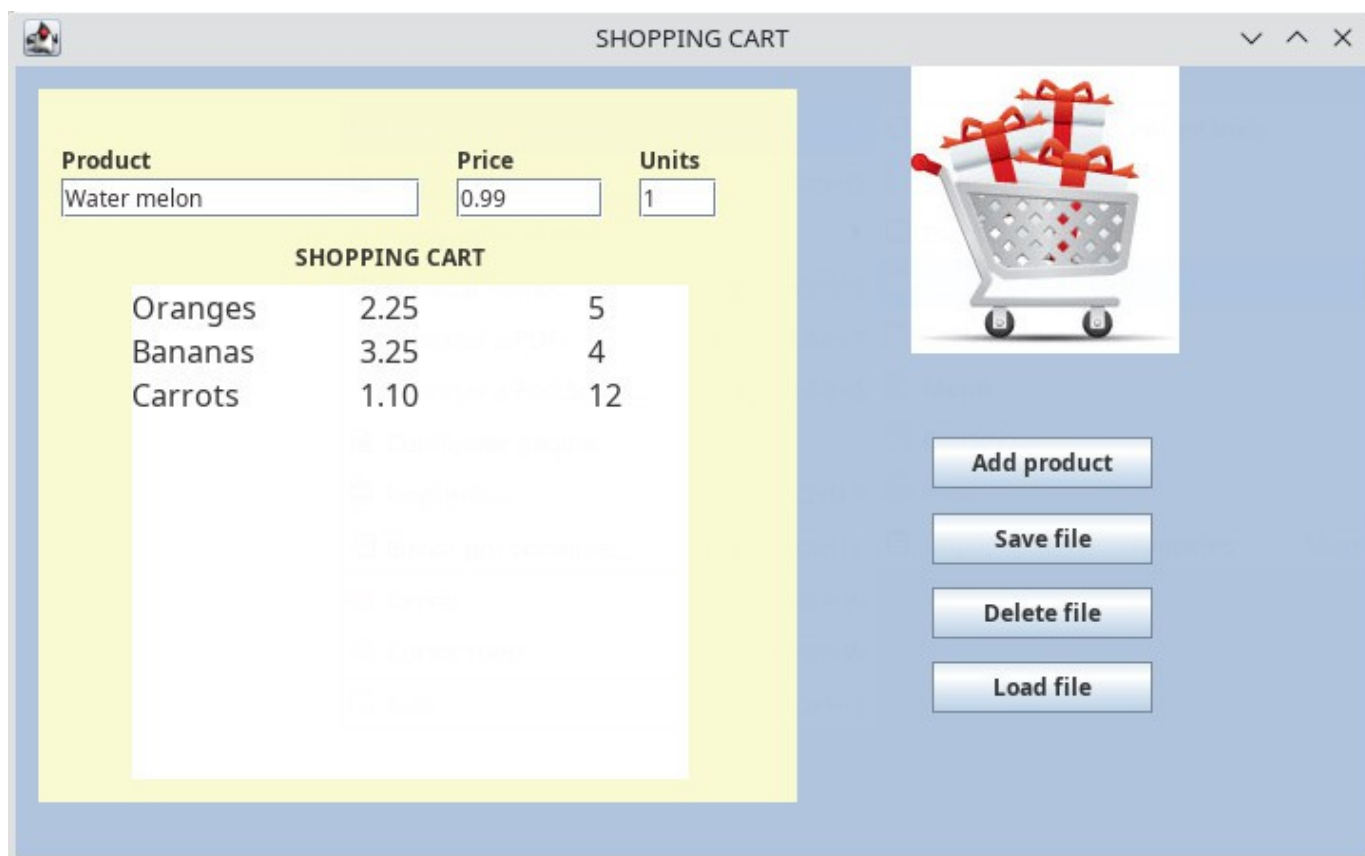 SHOPPING CART
Product Price Units
Water melon 0.99 1
SHOPPING CART
Oranges 2.25 5
Bananas 3.25 4
Carrots 1.10 12
Add product
Save file
Delete file
Load file